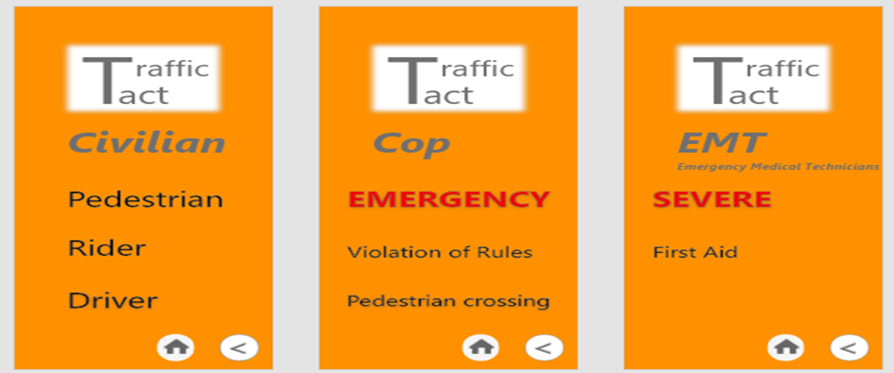 Traffic
Tact
Civilian
Pedestrian
Rider
Driver
<
Traffic
Tact
Cop
EMERGENCY
Violation of Rules
Pedestrian crossing
<
Traffic
Tact
EMT
Emergency Medical Technicians
SEVERE
First Aid
<